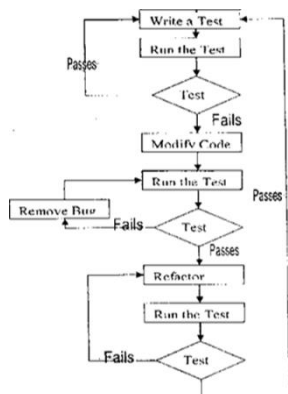 Write a Test
Run the Test
Passes
Test
Fails
Modify Code
Run the Test
Passes
Remove Bug
Fails
Test
Passes
Refactor
Run the Test
Fails
Test